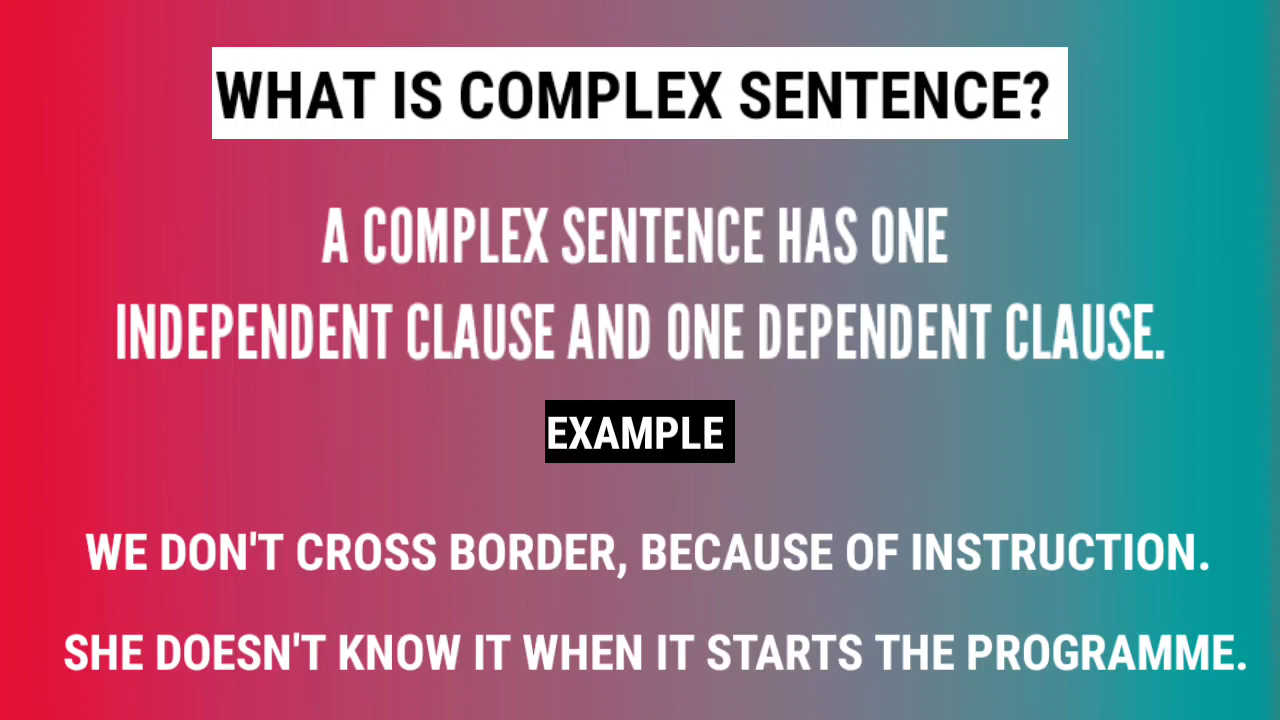 WHAT IS COMPLEX SENTENCE?
A COMPLEX SENTENCE HAS ONE
INDEPENDENT CLAUSE AND ONE DEPENDENT CLAUSE.
EXAMPLE
WE DON'T CROSS BORDER, BECAUSE OF INSTRUCTION.
SHE DOESN'T KNOW IT WHEN IT STARTS THE PROGRAMME.